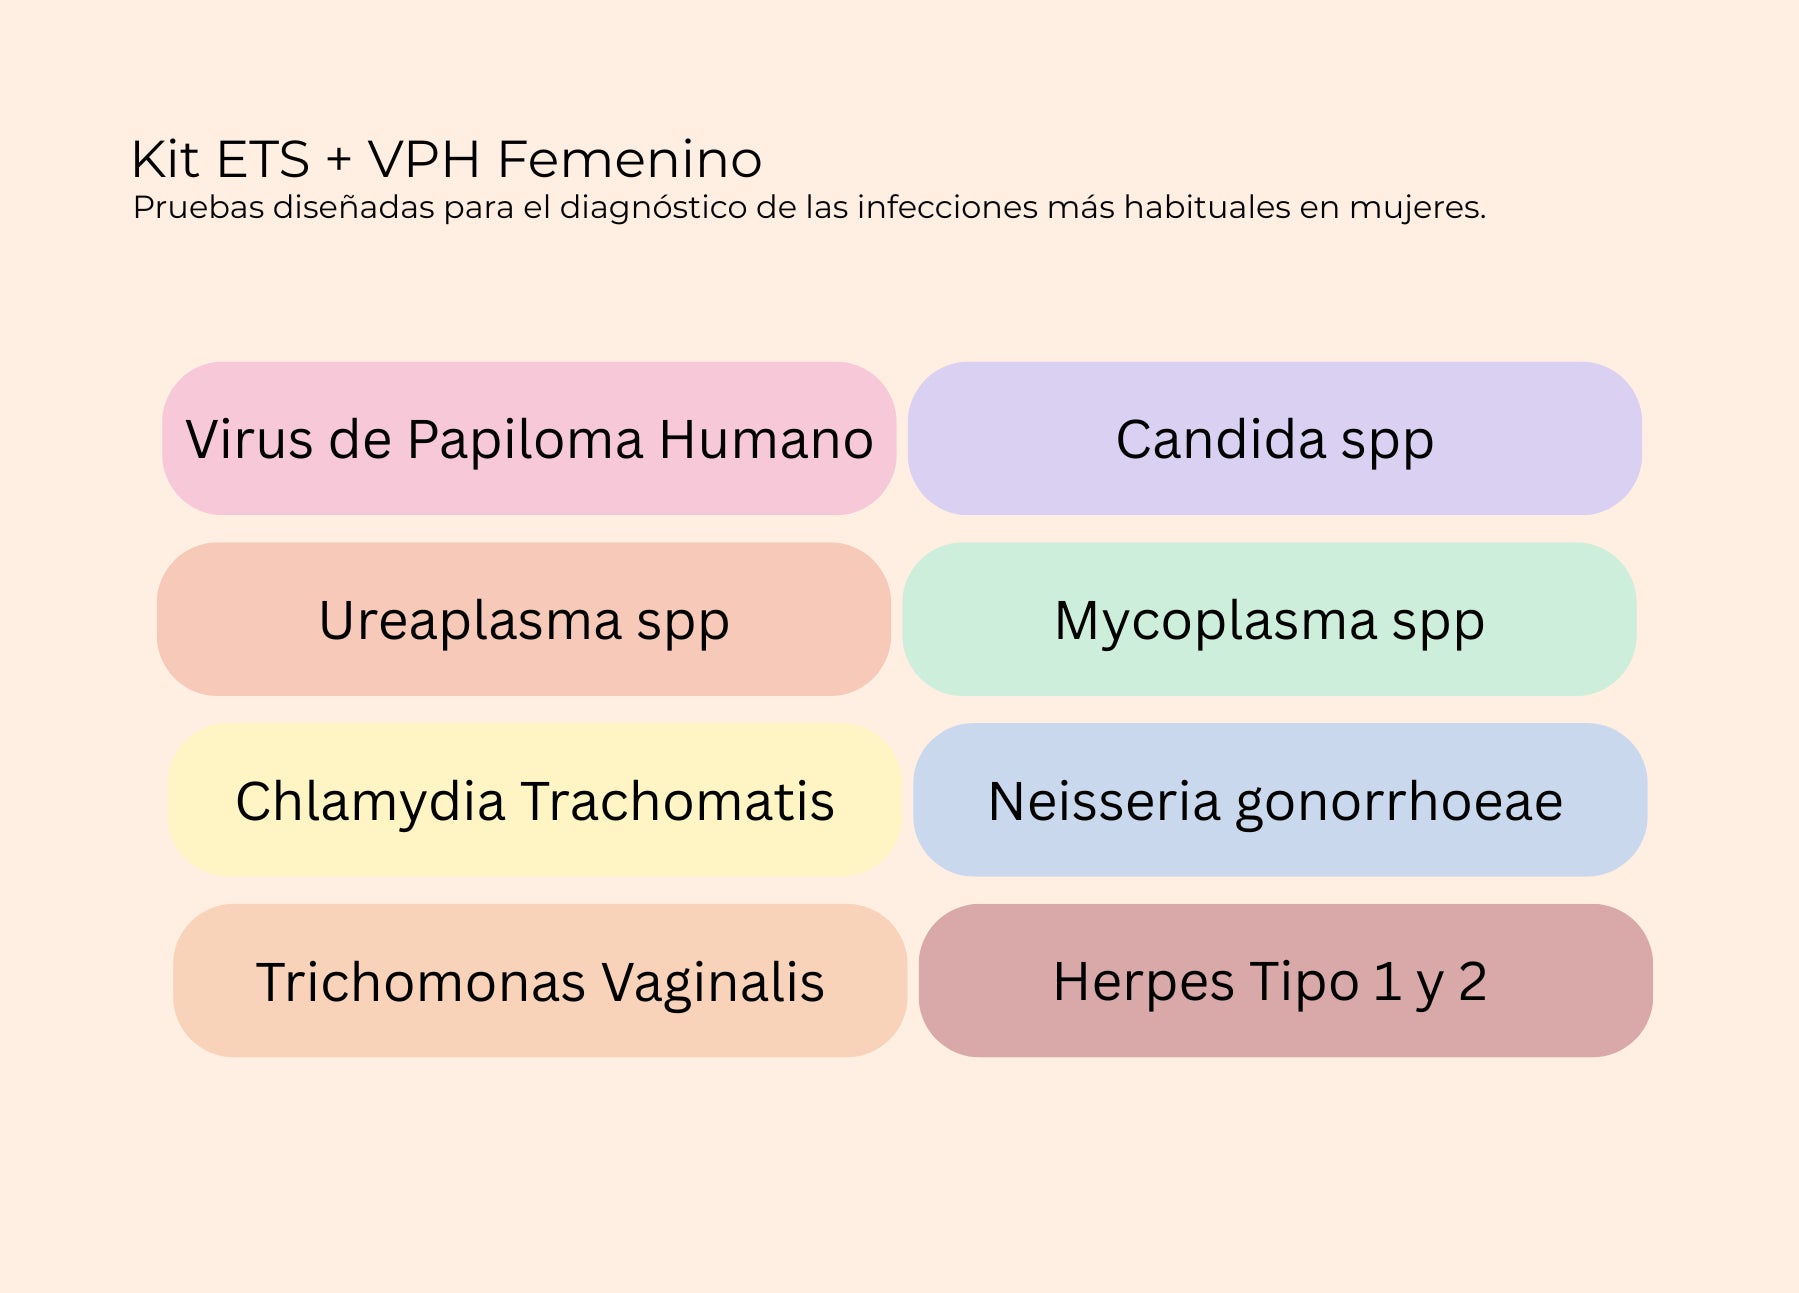 Kit ETS + VPH Femenino
Pruebas diseñadas para el diagnóstico de las infecciones más habituales en mujeres.
Virus de Papiloma Humano
Candida spp
Ureaplasma spp
Mycoplasma spp
Chlamydia Trachomatis
Neisseria gonorrhoeae
Trichomonas Vaginalis
Herpes Tipo 1 y 2